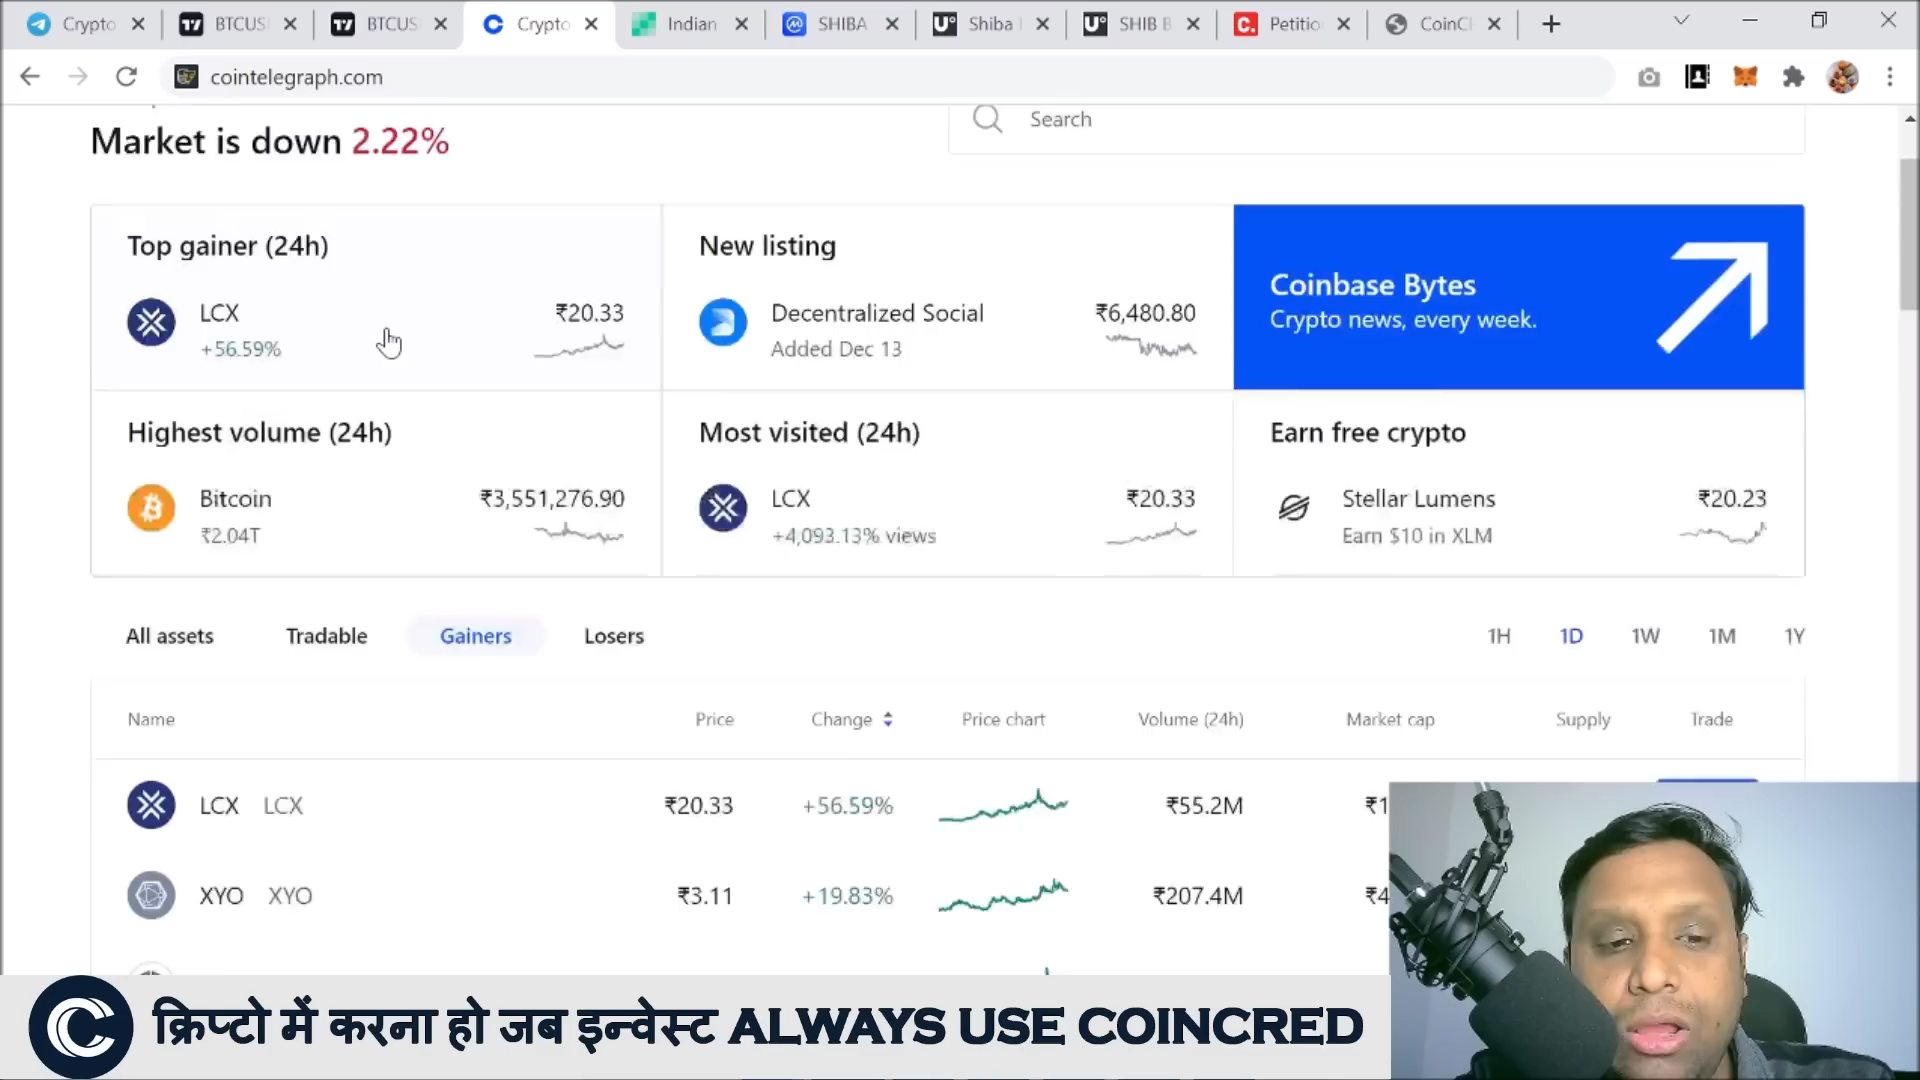 Crypto
BTCUS
BTCUS
Crypto
Indian
SHIBA
Shiba
SHIB B
Petitio
CoinC
cointelegraph.com
Market is down 2.22%
Search
Top gainer (24h)
LCX
₹20.33
+56.59%
New listing
Decentralized Social
₹6,480.80
Added Dec 13
Coinbase Bytes
Crypto news, every week.
Highest volume (24h)
Bitcoin
₹3,551,276.90
₹2.04T
Most visited (24h)
LCX
₹20.33
+4,093.13% views
Earn free crypto
Stellar Lumens
₹20.23
Earn $10 in XLM
All assets Tradable Gainers Losers 1H 1D 1W 1M 1Y
Name Price Change Price chart Volume (24h) Market cap Supply Trade
LCX LCX ₹20.33 +56.59% ₹55.2M ₹1
XYO XYO ₹3.11 +19.83% ₹207.4M ₹4
क्रिप्टो में करना हो जब इन्वेस्ट ALWAYS USE COINCRED